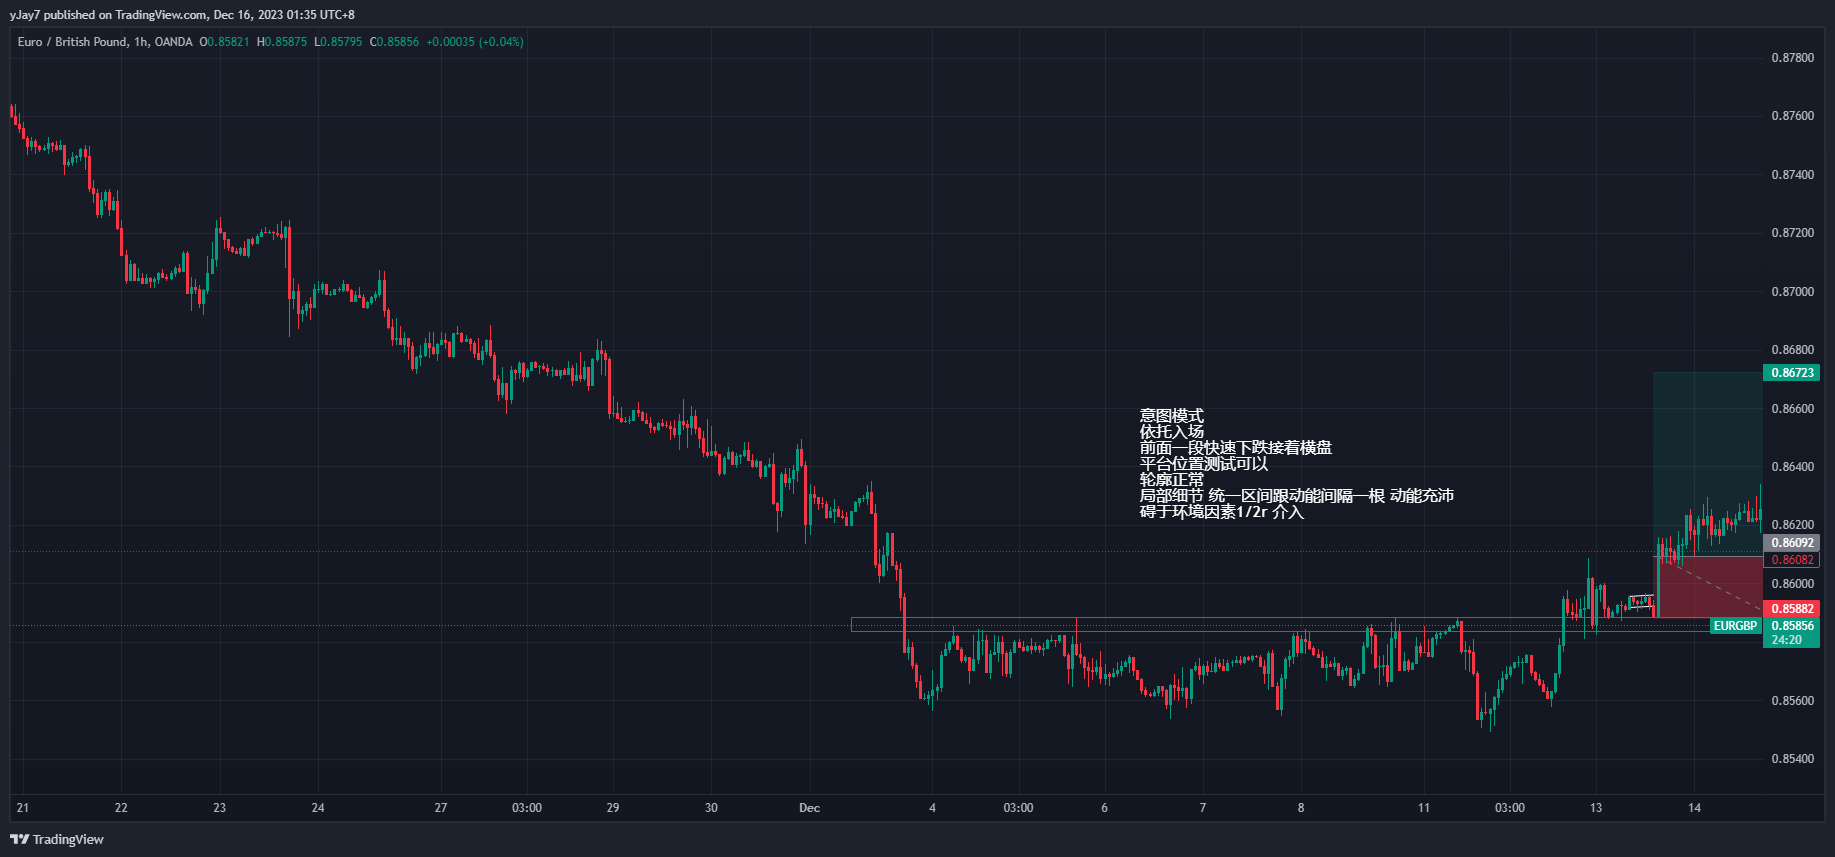 yJay7 published on TradingView.com, Dec 16, 2023 01:35 UTC+8
Euro / British Pound, 1h, OANDA O0.85821 H0.85875 L0.85795 C0.85856 +0.00035 (+0.04%)
0.87800
0.87600
0.87400
0.87200
0.87000
0.86800
0.86723
0.86600
0.86400
0.86200
0.86092
0.86082
0.86000
0.85882
EURGBP 0.85856
24:20
0.85600
0.85400
意图模式
依托入场
前面一段快速下跌接着横盘
平台位置测试可以
轮廓正常
局部细节 统一区间跟动能间隔一根 动能充沛
碍于环境因素1/2r 介入
21 22 23 24 27 03:00 29 30 Dec 4 03:00 6 7 8 11 03:00 13 14
TradingView